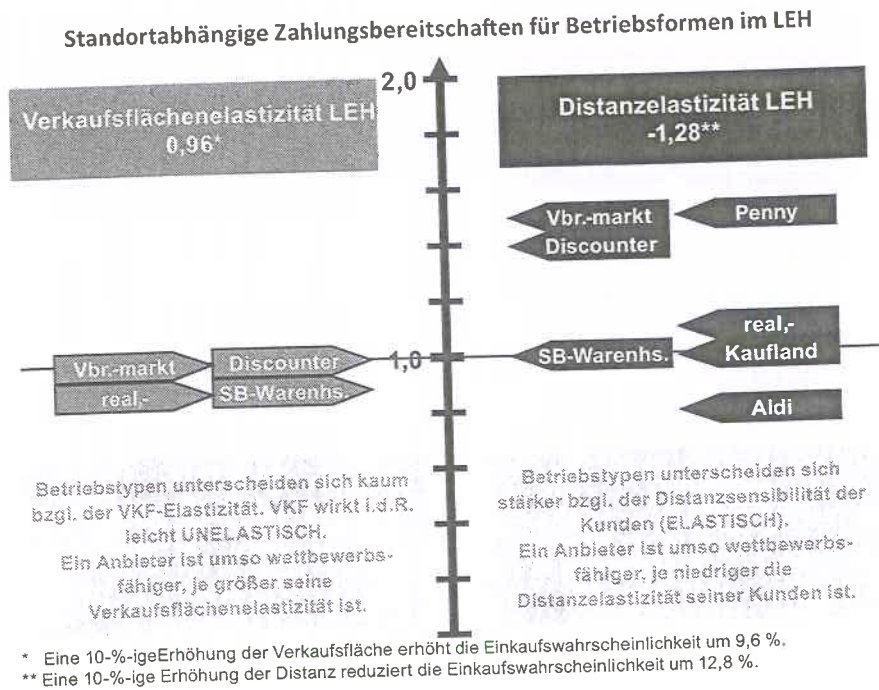 Standortabhängige Zahlungsbereitschaften für Betriebsformen im LEH
Verkaufsflächenelastizität LEH
0,96*
2,0
Distanzelastizität LEH
-1,28**
Vbr.-markt
Penny
Discounter
real,-
SB-Warenhs.
Kaufland
Aldi
Vbr.-markt
Discounter
1,0
real,-
SB-Warenhs.
Betriebstypen unterscheiden sich kaum
bzgl. der VKF-Elastizität. VKF wirkt i.d.R.
leicht UNELASTISCH.
Ein Anbieter ist umso wettbewerbs-
fähiger, je größer seine
Verkaufsflächenelastizität ist.
Betriebstypen unterscheiden sich
stärker bzgl. der Distanzsensibilität der
Kunden (ELASTISCH).
Ein Anbieter ist umso wettbewerbs-
fähiger, je niedriger die
Distanzelastizität seiner Kunden ist.
* Eine 10-%-igeErhöhung der Verkaufsfläche erhöht die Einkaufswahrscheinlichkeit um 9,6 %.
** Eine 10-%-ige Erhöhung der Distanz reduziert die Einkaufswahrscheinlichkeit um 12,8 %.